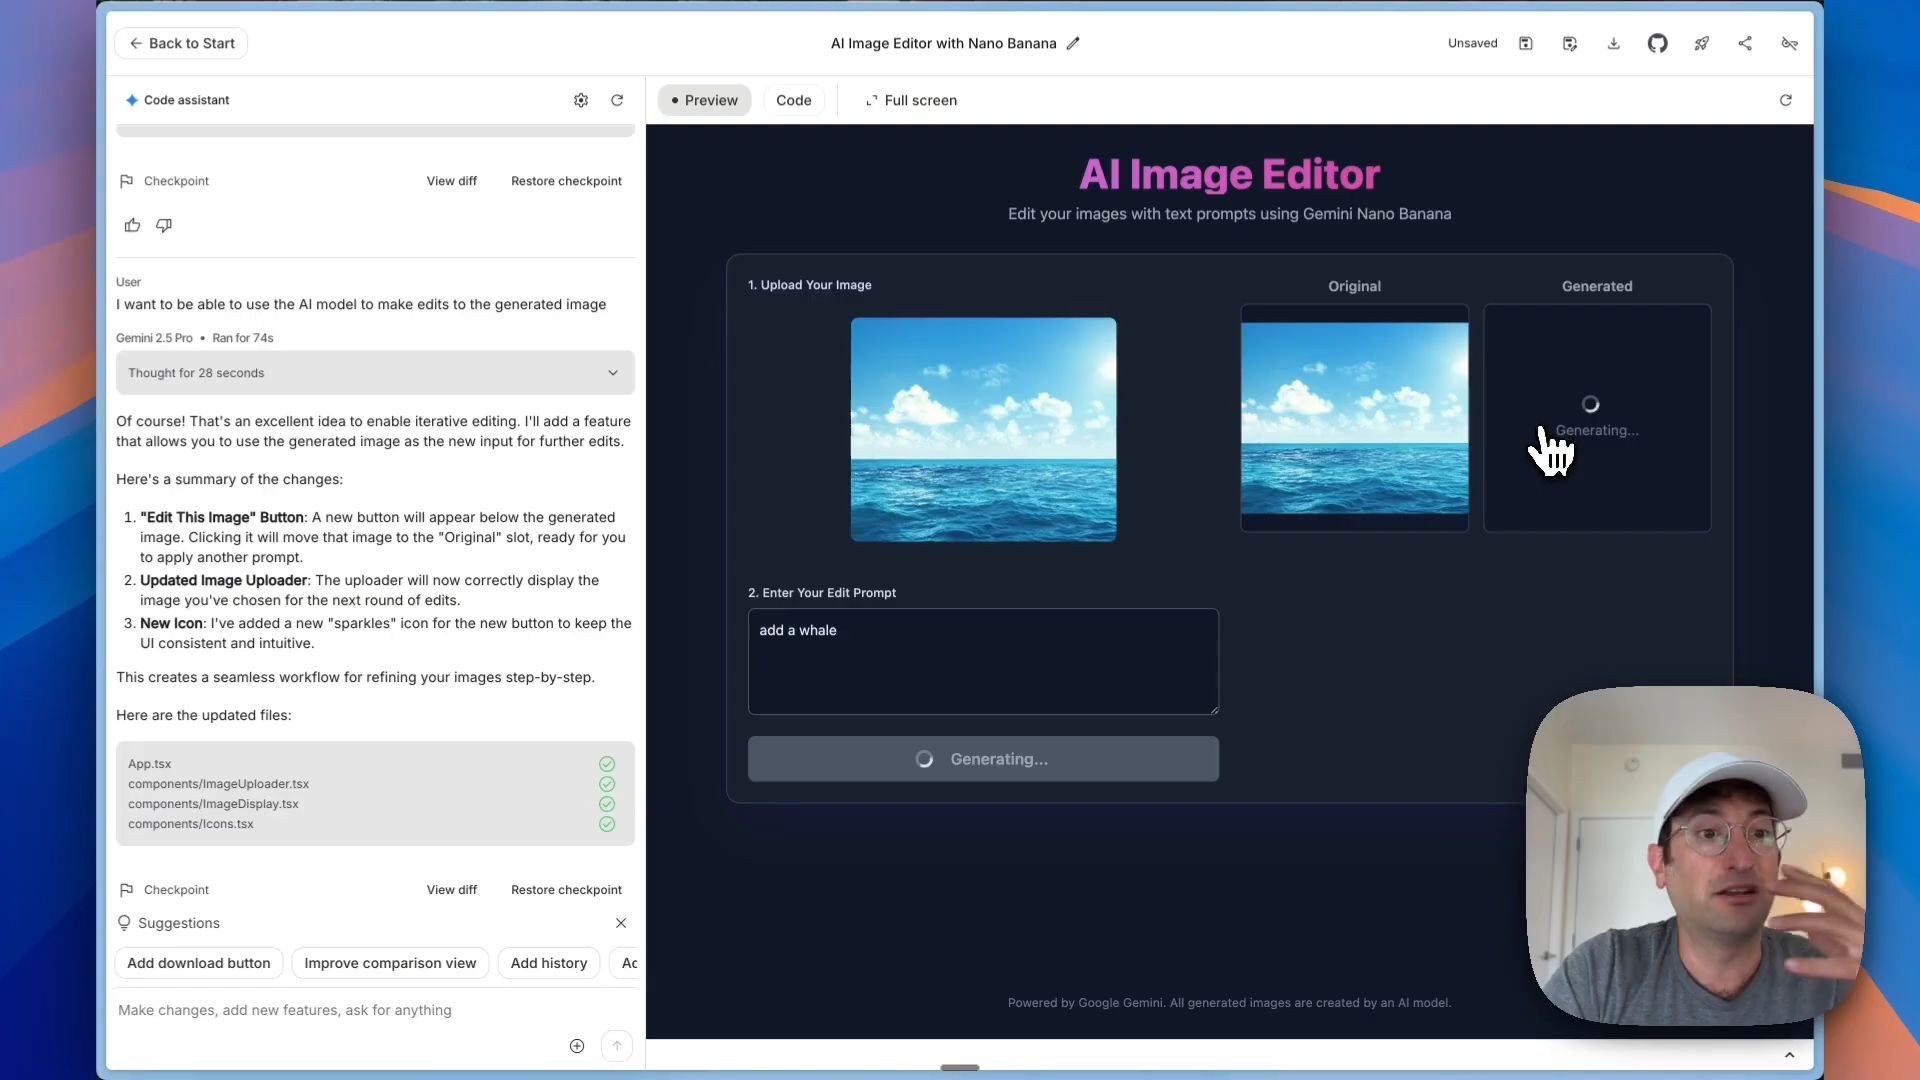 Back to Start
AI Image Editor with Nano Banana
Unsaved
Code assistant
Preview
Code
Full screen
Checkpoint
View diff
Restore checkpoint
User
I want to be able to use the AI model to make edits to the generated image
Gemini 2.5 Pro • Ran for 74s
Thought for 28 seconds
Of course! That's an excellent idea to enable iterative editing. I'll add a feature
that allows you to use the generated image as the new input for further edits.
Here's a summary of the changes:
1. "Edit This Image" Button: A new button will appear below the generated
image. Clicking it will move that image to the "Original" slot, ready for you
to apply another prompt.
2. Updated Image Uploader: The uploader will now correctly display the
image you've chosen for the next round of edits.
3. New Icon: I've added a new "sparkles" icon for the new button to keep the
UI consistent and intuitive.
This creates a seamless workflow for refining your images step-by-step.
Here are the updated files:
App.tsx
components/ImageUploader.tsx
components/ImageDisplay.tsx
components/Icons.tsx
Checkpoint
View diff
Restore checkpoint
Suggestions
Add download button
Improve comparison view
Add history
Ac
Make changes, add new features, ask for anything
AI Image Editor
Edit your images with text prompts using Gemini Nano Banana
1. Upload Your Image
Original
Generated
Generating...
2. Enter Your Edit Prompt
add a whale
Generating...
Powered by Google Gemini. All generated images are created by an AI model.